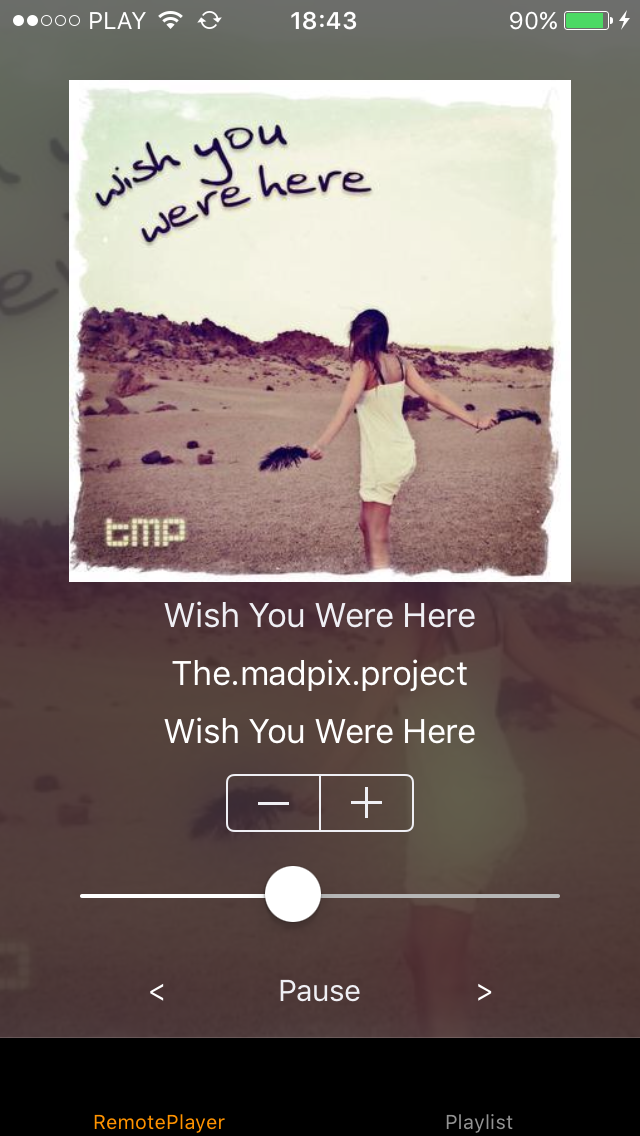 PLAY 18:43 90%
wish you
were here
tmp
Wish You Were Here
The.madpix.project
Wish You Were Here
− +
< Pause >
RemotePlayer Playlist